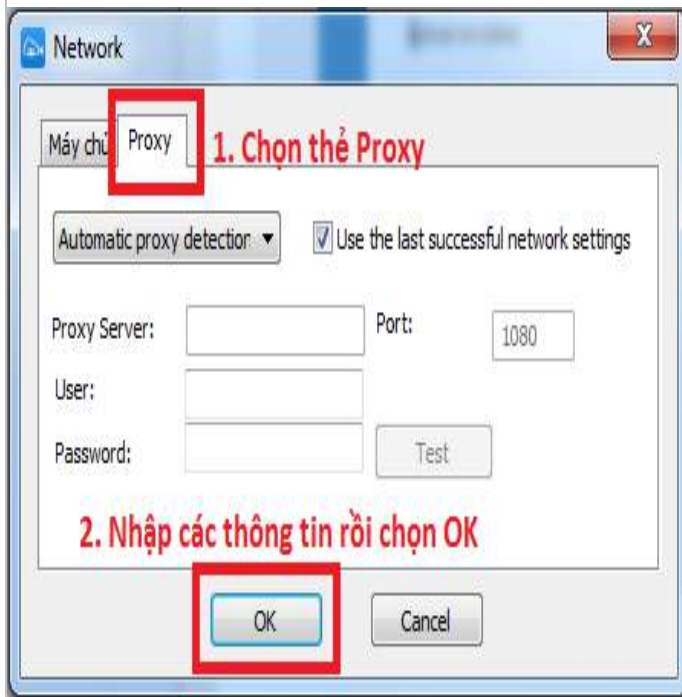 Network
Máy chủ Proxy
1. Chọn thẻ Proxy
Automatic proxy detection Use the last successful network settings
Proxy Server: Port: 1080
User:
Password: Test
2. Nhập các thông tin rồi chọn OK
OK Cancel